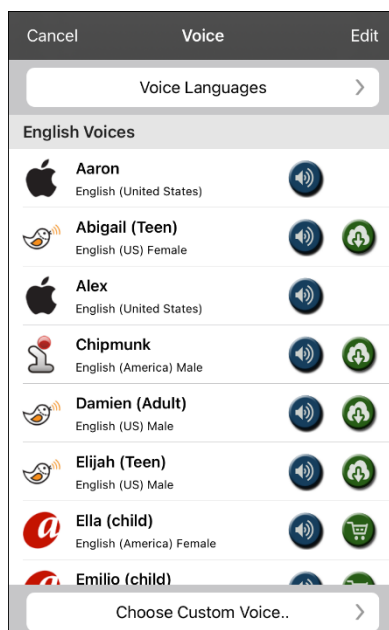 Cancel Voice Edit
Voice Languages
English Voices
Aaron
English (United States)
Abigail (Teen)
English (US) Female
Alex
English (United States)
Chipmunk
English (America) Male
Damien (Adult)
English (US) Male
Elijah (Teen)
English (US) Male
Ella (child)
English (America) Female
Emilio (child)
Choose Custom Voice..